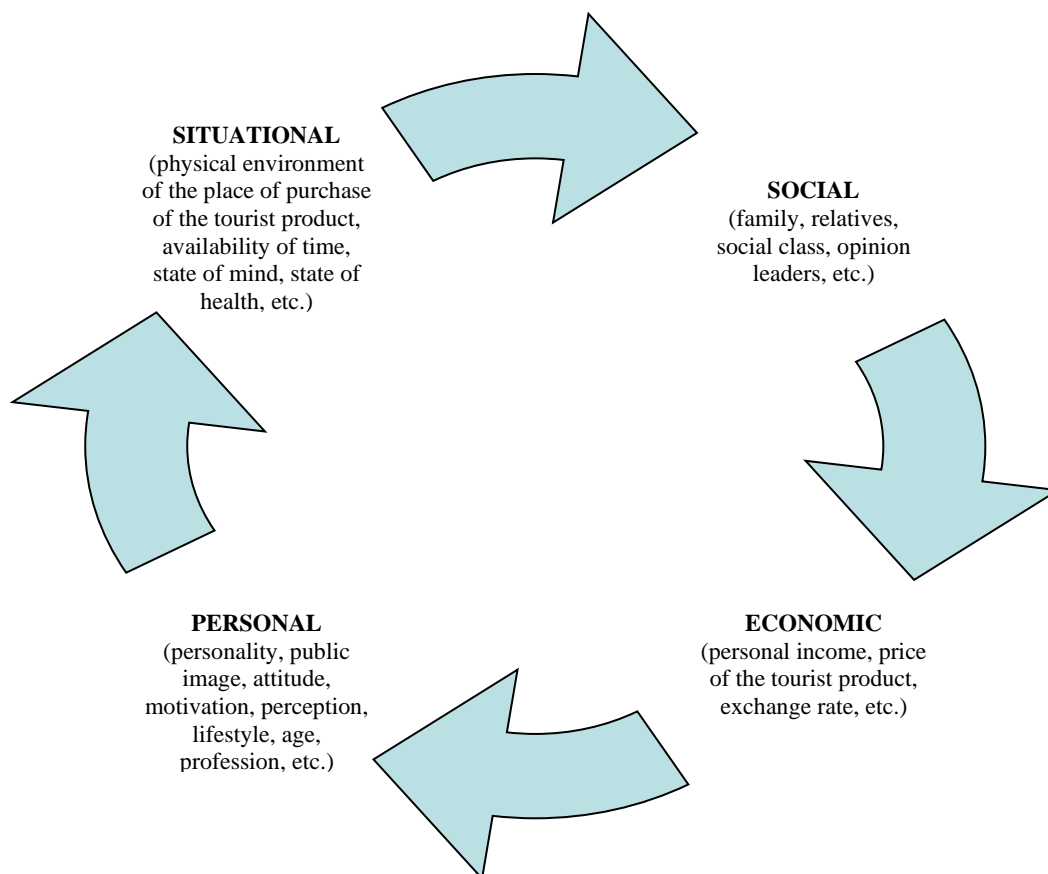 SITUATIONAL
(physical environment
of the place of purchase
of the tourist product,
availability of time,
state of mind, state of
health, etc.)
SOCIAL
(family, relatives,
social class, opinion
leaders, etc.)
ECONOMIC
(personal income, price
of the tourist product,
exchange rate, etc.)
PERSONAL
(personality, public
image, attitude,
motivation, perception,
lifestyle, age,
profession, etc.)